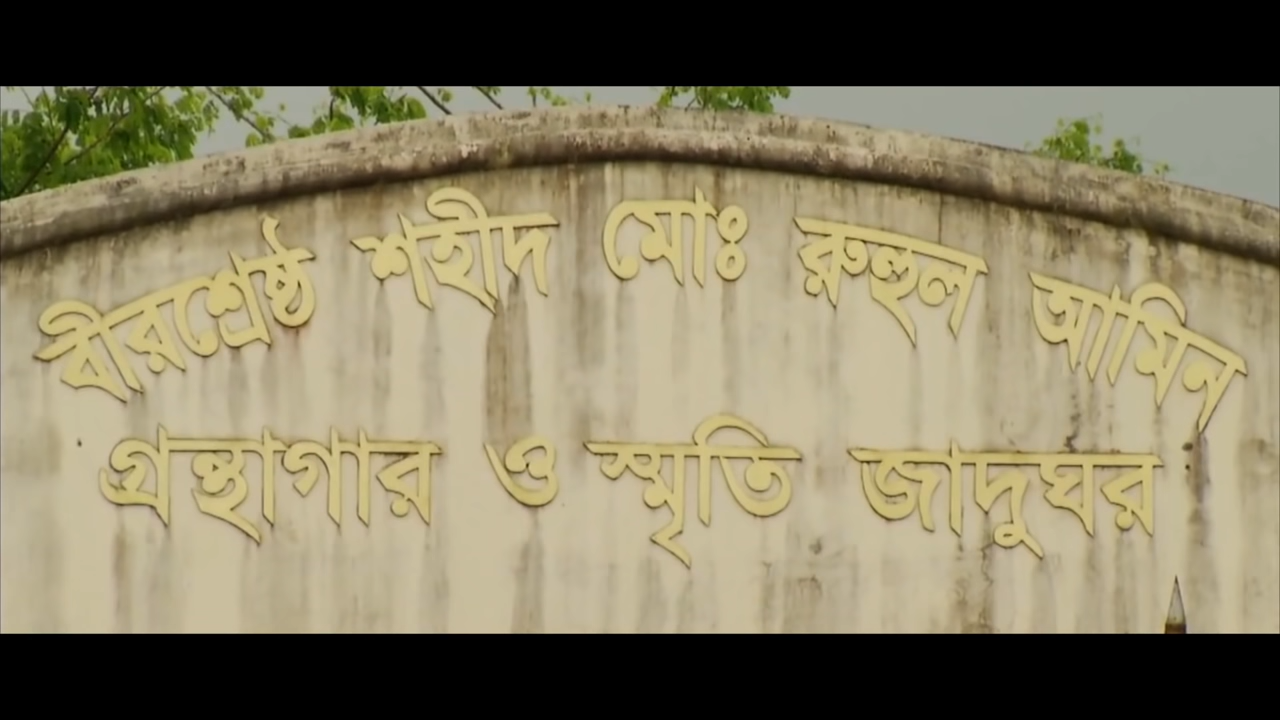 বীরশ্রেষ্ঠ শহীদ মোঃ রুহুল আমিন
গ্রন্থাগার ও স্মৃতি জাদুঘর